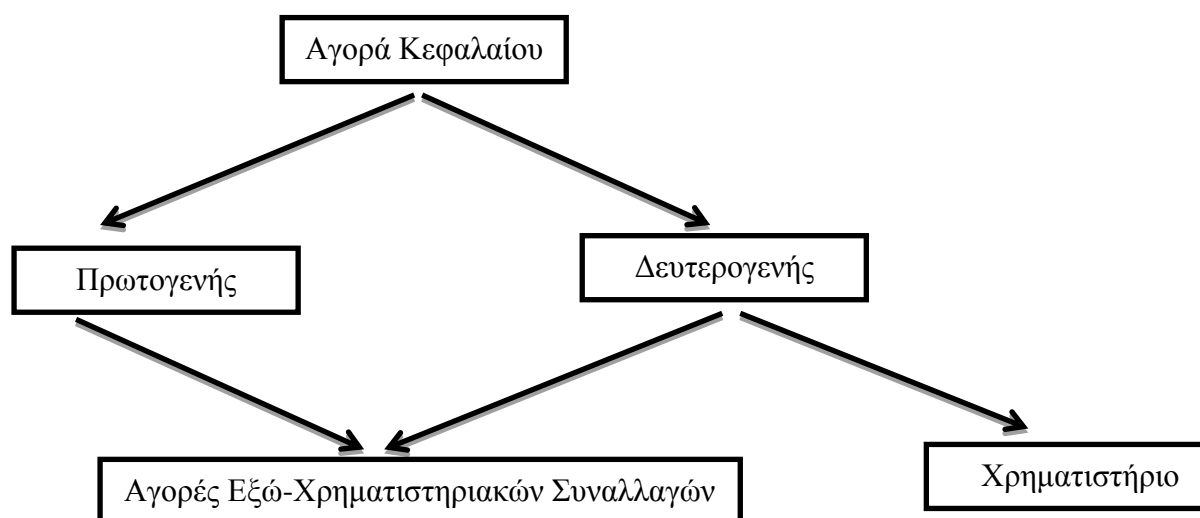 Αγορά Κεφαλαίου
Πρωτογενής
Δευτερογενής
Αγορές Εξώ-Χρηματιστηριακών Συναλλαγών
Χρηματιστήριο